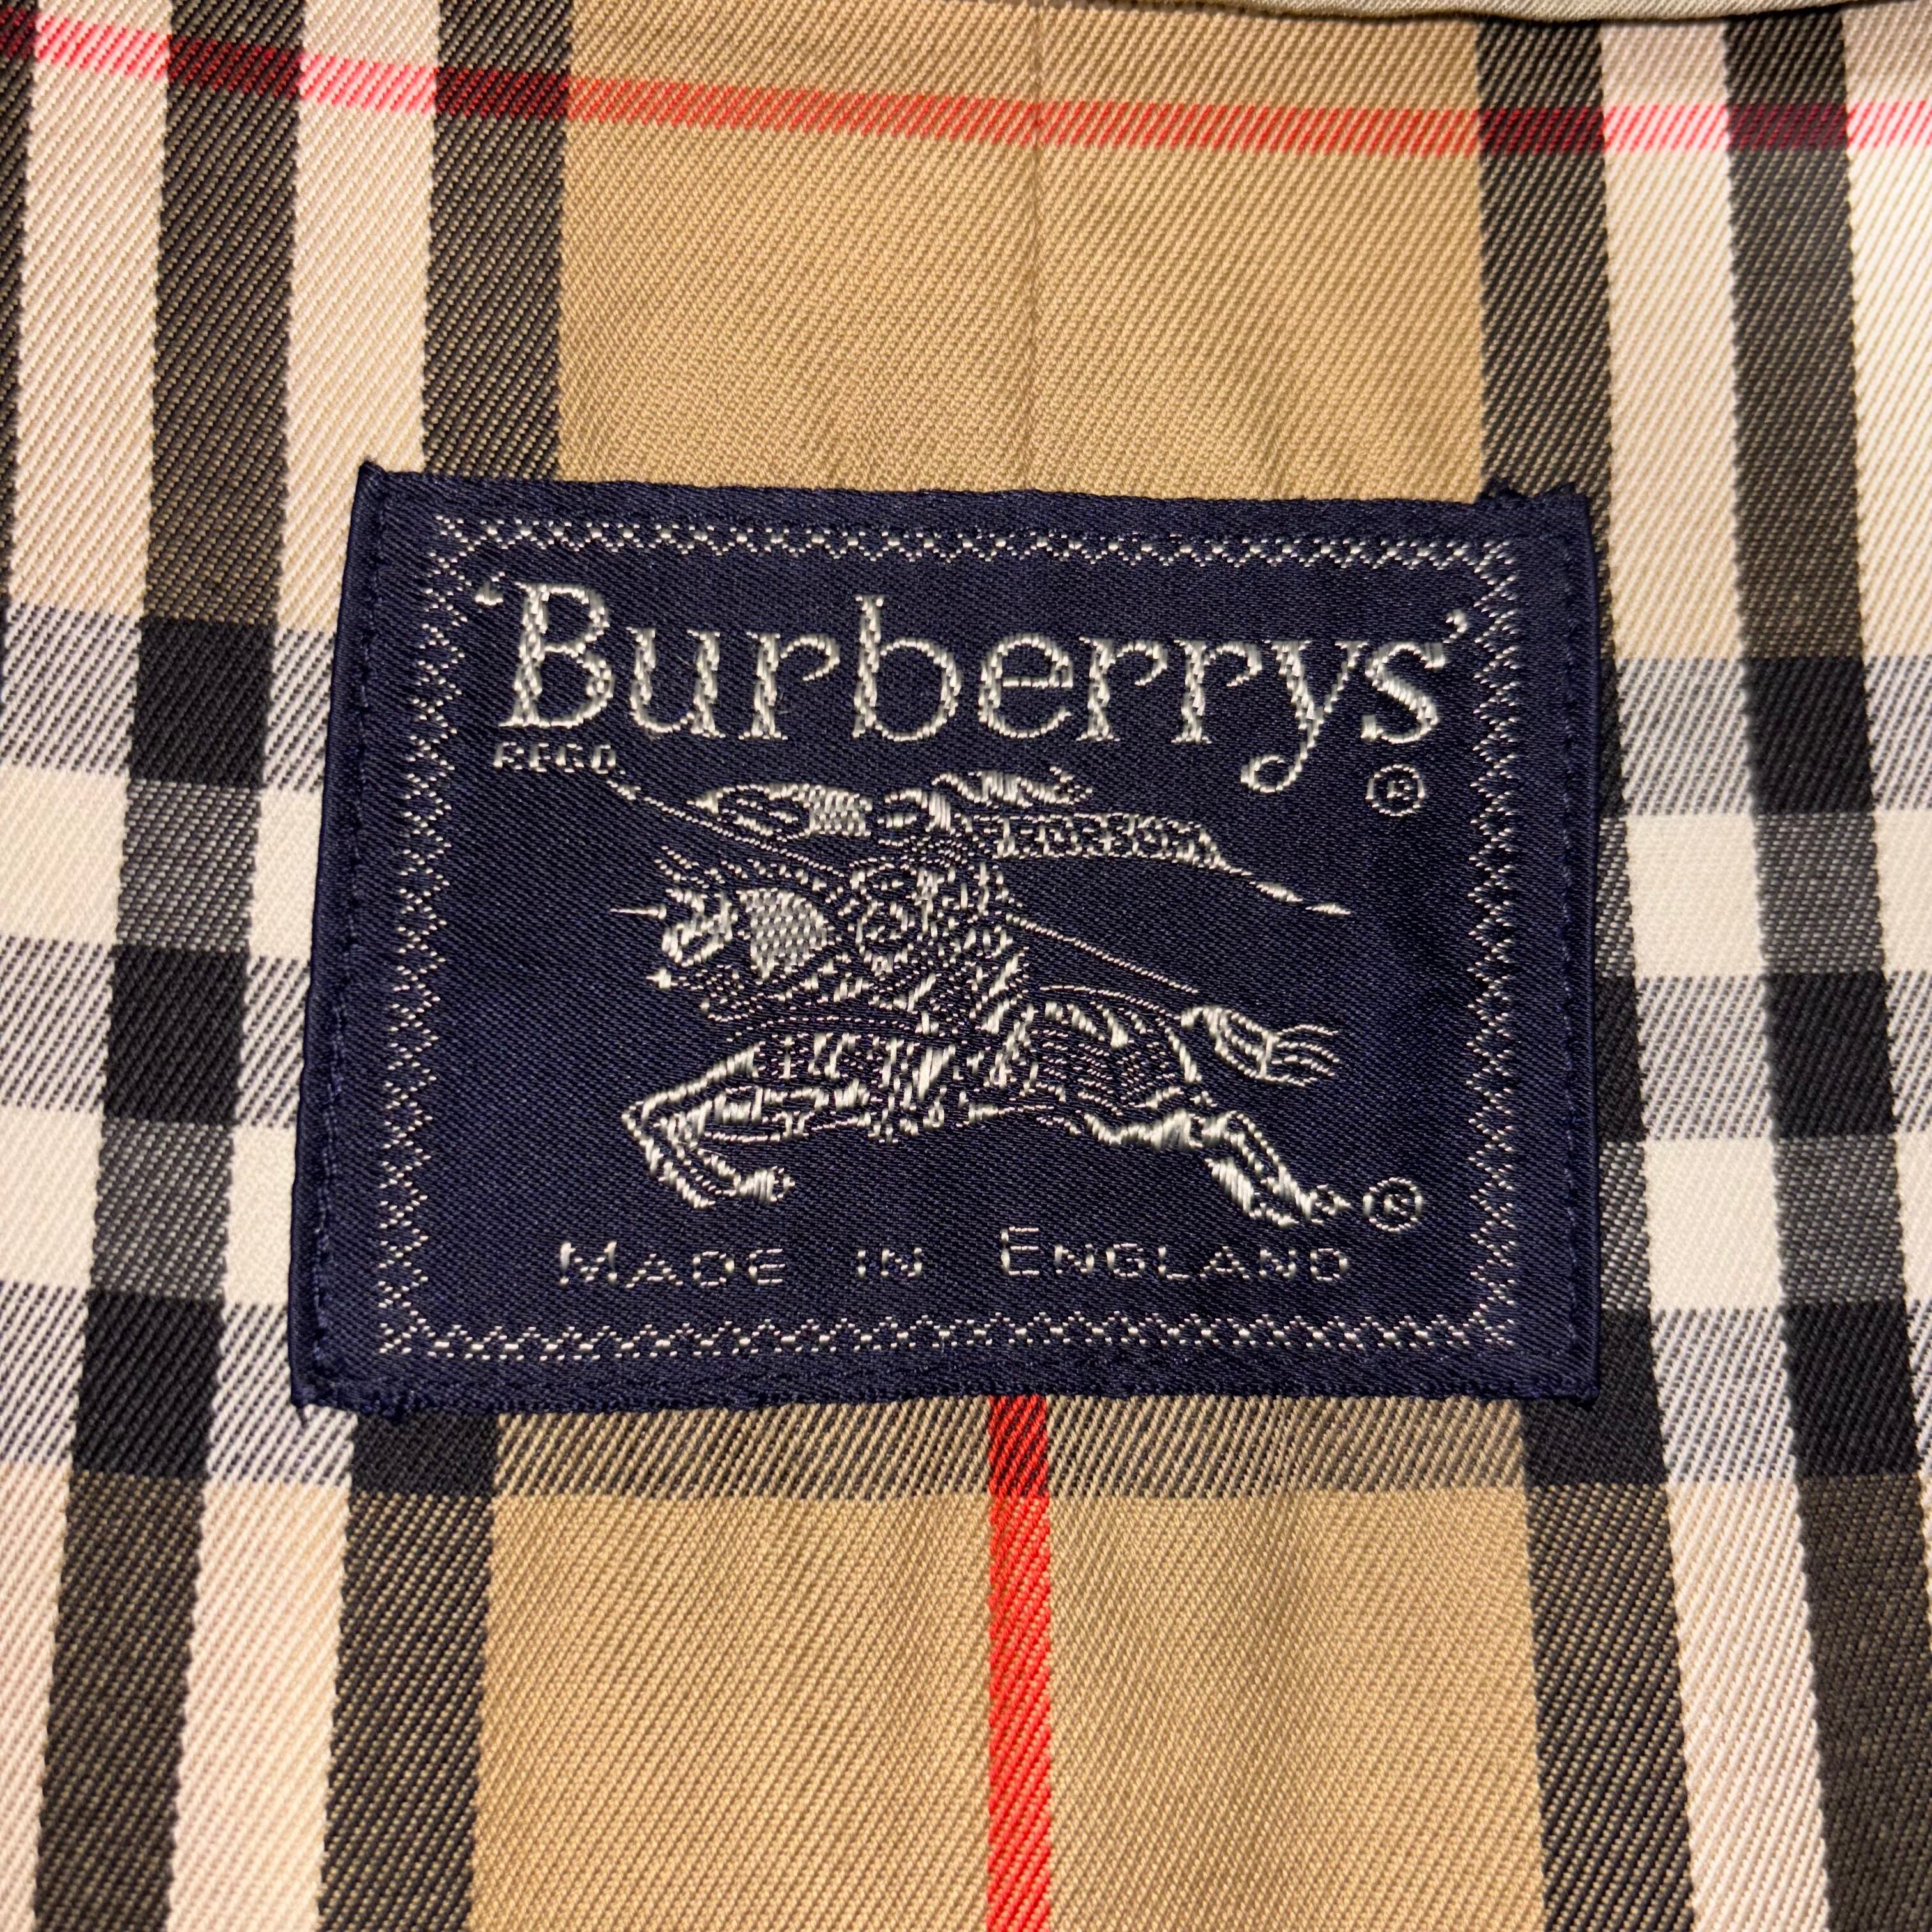 'Burberrys'
REGD.
®
PRORSUM
®
MADE IN ENGLAND